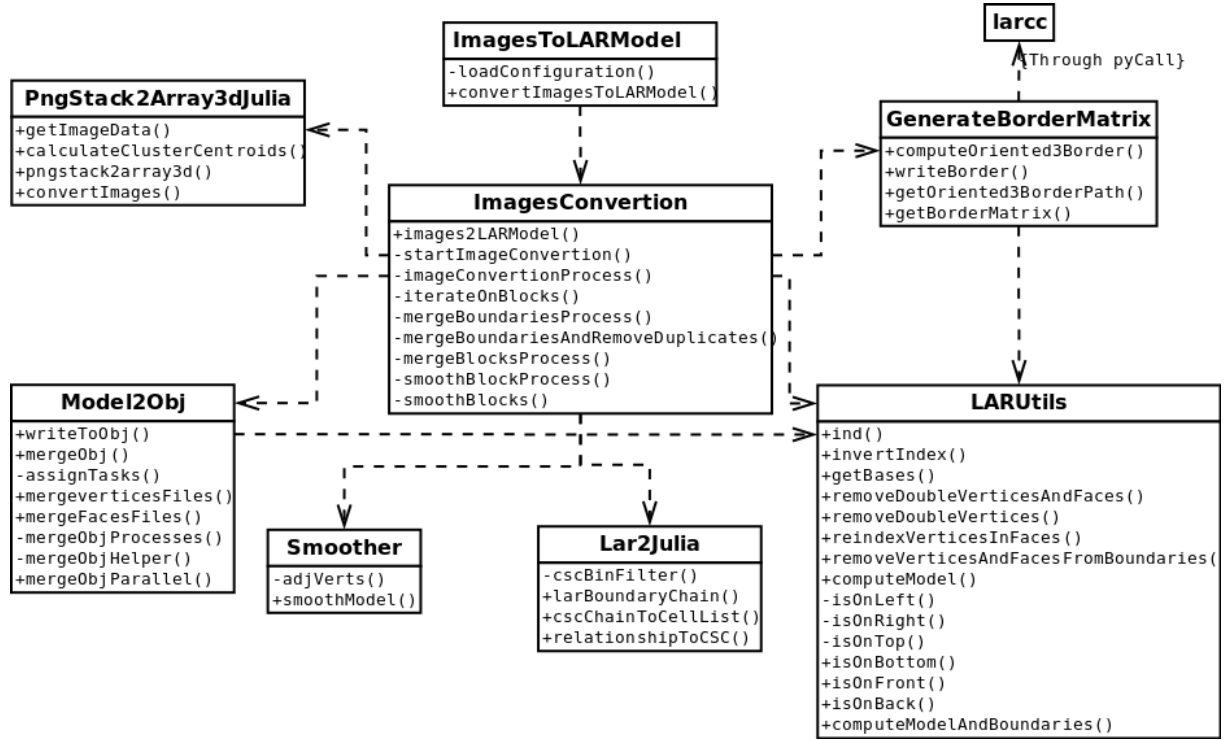 larcc
{Through pyCall}
ImagesToLARModel
-loadConfiguration()
+convertImagesToLARModel()
PngStack2Array3dJulia
+getImageData()
+calculateClusterCentroids()
+pngstack2array3d()
+convertImages()
GenerateBorderMatrix
+computeOriented3Border()
+writeBorder()
+getOriented3BorderPath()
+getBorderMatrix()
ImagesConvertion
+images2LARModel()
-startImageConvertion()
-imageConvertionProcess()
-iterateOnBlocks()
-mergeBoundariesProcess()
-mergeBoundariesAndRemoveDuplicates()
-mergeBlocksProcess()
-smoothBlockProcess()
-smoothBlocks()
Model2Obj
+writeToObj()
+mergeObj()
-assignTasks()
+mergeverticesFiles()
+mergeFacesFiles()
-mergeObjProcesses()
-mergeObjHelper()
+mergeObjParallel()
Smoother
-adjVerts()
+smoothModel()
Lar2Julia
-cscBinFilter()
+larBoundaryChain()
+cscChainToCellList()
+relationshipToCSC()
LARUtils
+ind()
+invertIndex()
+getBases()
+removeDoubleVerticesAndFaces()
+removeDoubleVertices()
+reindexVerticesInFaces()
+removeVerticesAndFacesFromBoundaries(
+computeModel()
-isOnLeft()
-isOnRight()
-isOnTop()
+isOnBottom()
+isOnFront()
+isOnBack()
+computeModelAndBoundaries()